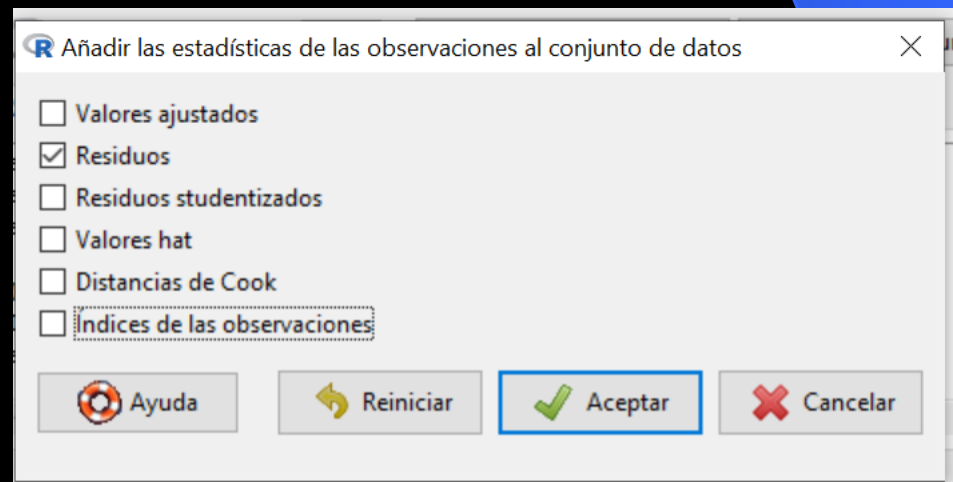 Añadir las estadísticas de las observaciones al conjunto de datos
Valores ajustados
Residuos
Residuos studentizados
Valores hat
Distancias de Cook
Índices de las observaciones
Ayuda
Reiniciar
Aceptar
Cancelar